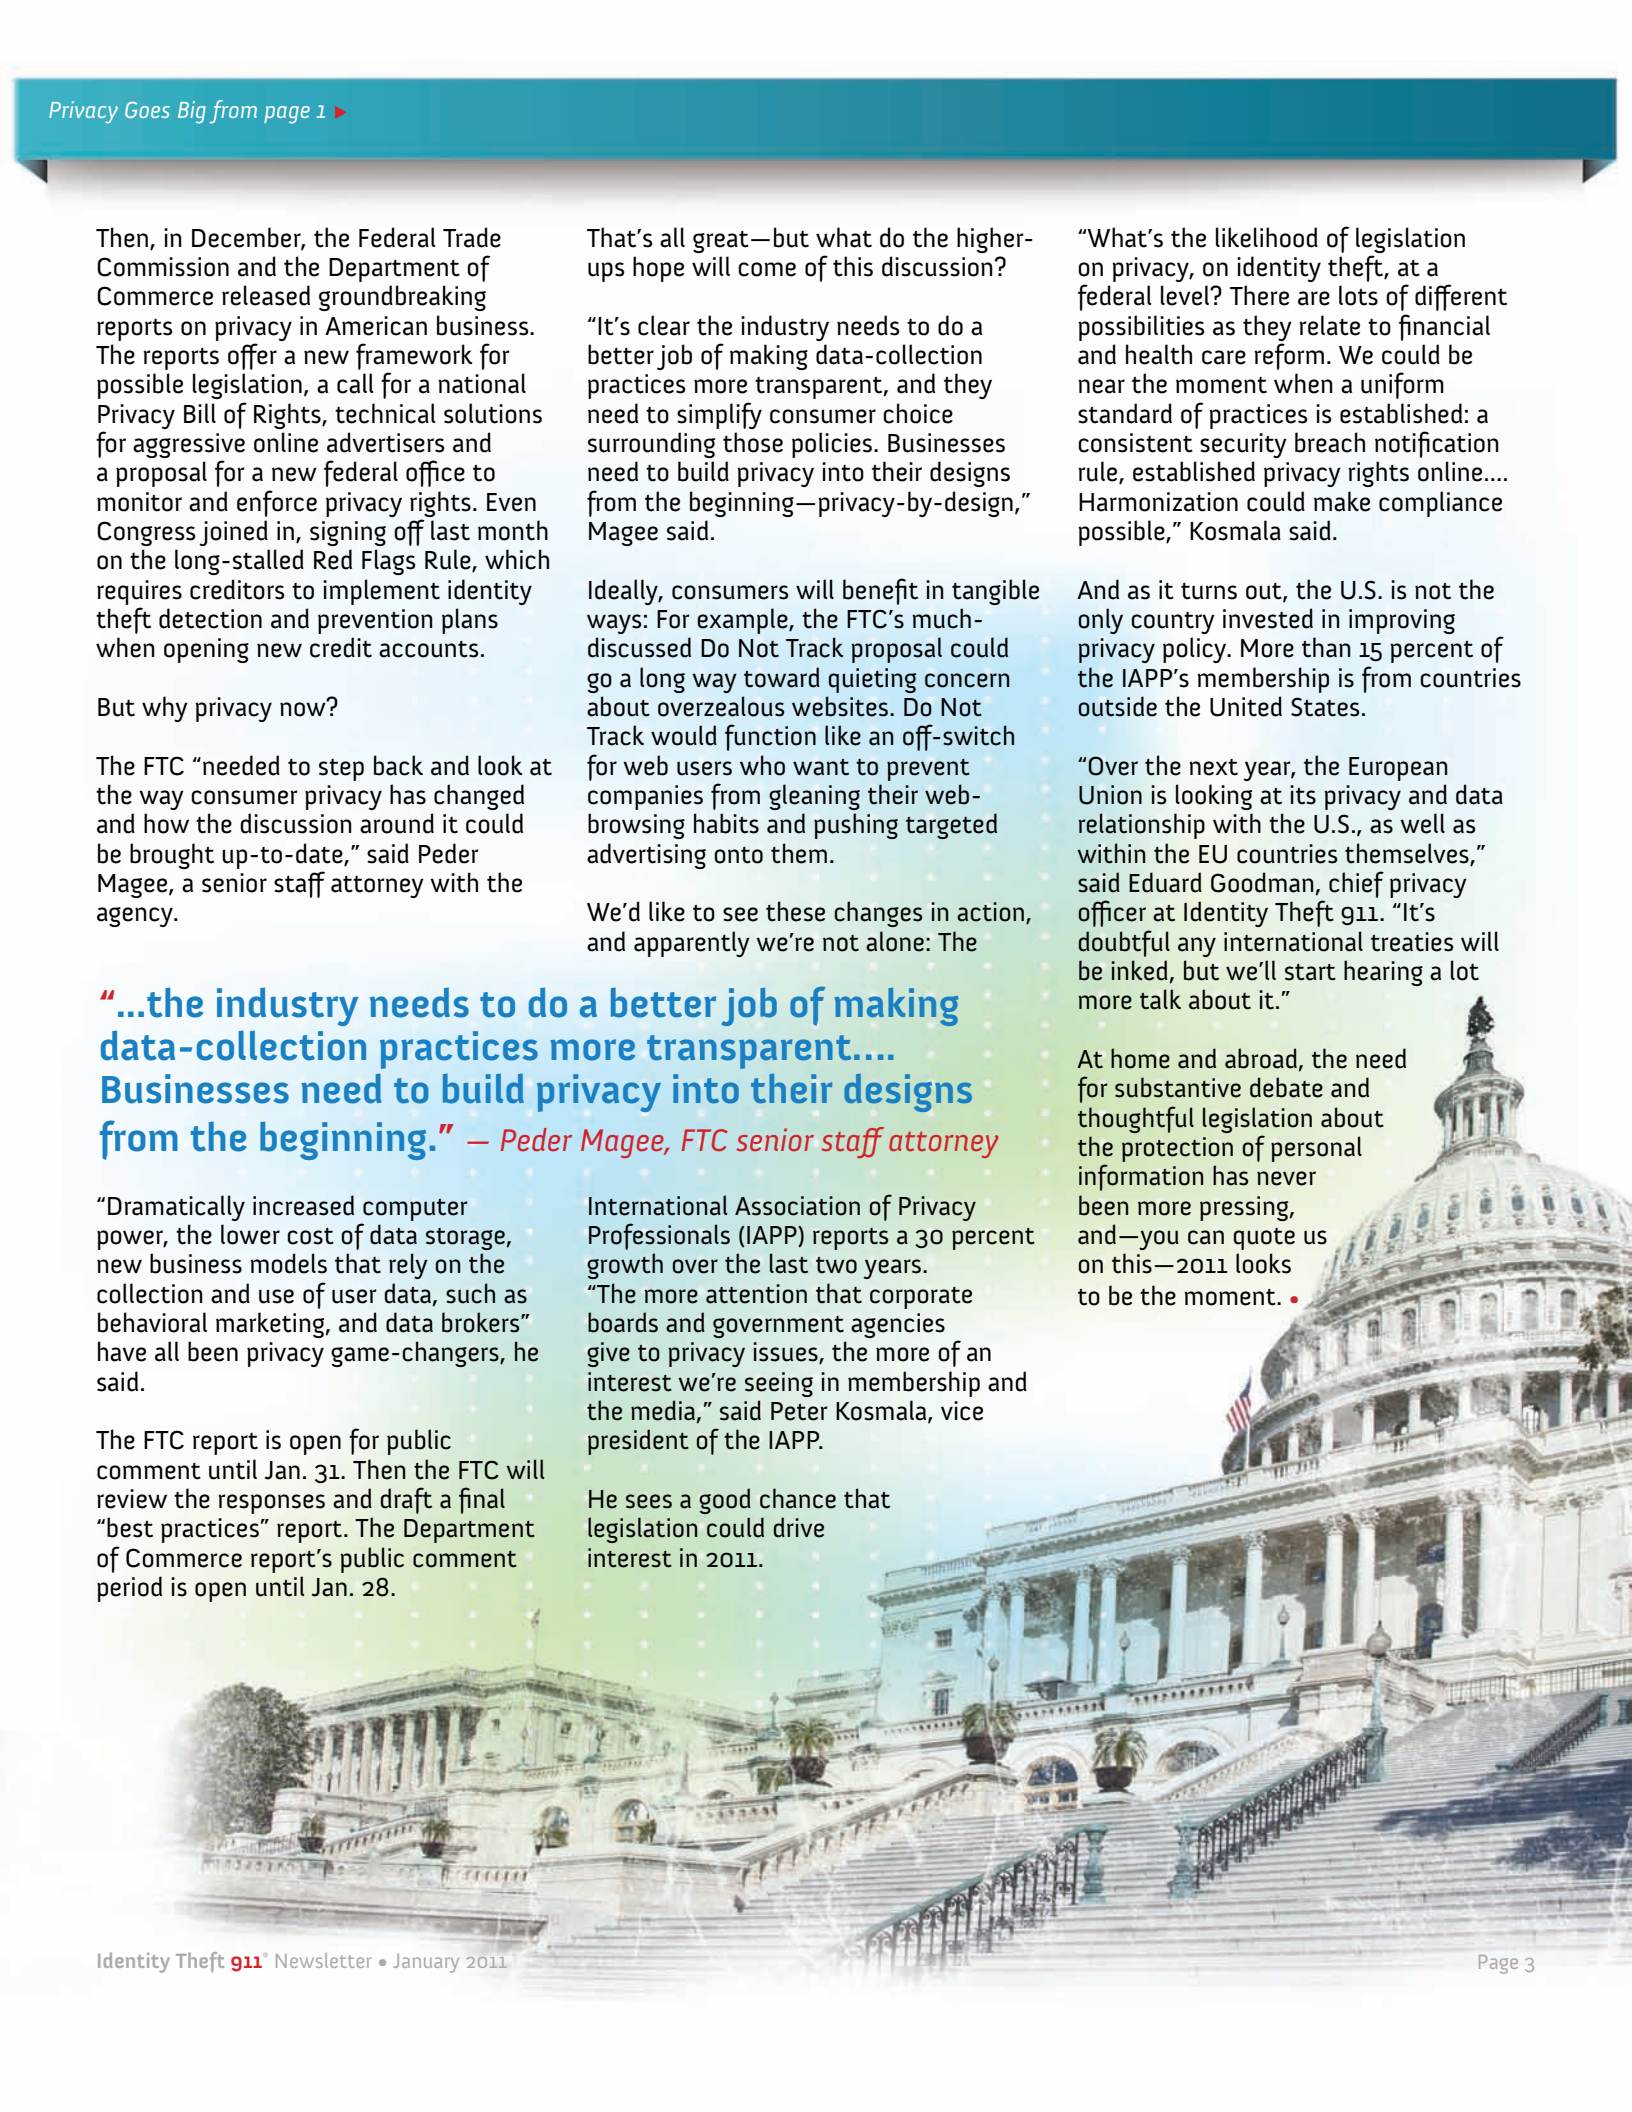 Privacy Goes Big from page 1 ▶
Then, in December, the Federal Trade
Commission and the Department of
Commerce released groundbreaking
reports on privacy in American business.
The reports offer a new framework for
possible legislation, a call for a national
Privacy Bill of Rights, technical solutions
for aggressive online advertisers and
a proposal for a new federal office to
monitor and enforce privacy rights. Even
Congress joined in, signing off last month
on the long-stalled Red Flags Rule, which
requires creditors to implement identity
theft detection and prevention plans
when opening new credit accounts.
But why privacy now?
The FTC “needed to step back and look at
the way consumer privacy has changed
and how the discussion around it could
be brought up-to-date,” said Peder
Magee, a senior staff attorney with the
agency.
“...the industry needs to do a better job of making
data-collection practices more transparent....
Businesses need to build privacy into their designs
from the beginning.” — Peder Magee, FTC senior staff attorney
“Dramatically increased computer
power, the lower cost of data storage,
new business models that rely on the
collection and use of user data, such as
behavioral marketing, and data brokers”
have all been privacy game-changers, he
said.
The FTC report is open for public
comment until Jan. 31. Then the FTC will
review the responses and draft a final
“best practices” report. The Department
of Commerce report’s public comment
period is open until Jan. 28.
That’s all great—but what do the higher-
ups hope will come of this discussion?
“It’s clear the industry needs to do a
better job of making data-collection
practices more transparent, and they
need to simplify consumer choice
surrounding those policies. Businesses
need to build privacy into their designs
from the beginning—privacy-by-design,”
Magee said.
Ideally, consumers will benefit in tangible
ways: For example, the FTC’s much-
discussed Do Not Track proposal could
go a long way toward quieting concern
about overzealous websites. Do Not
Track would function like an off-switch
for web users who want to prevent
companies from gleaning their web-
browsing habits and pushing targeted
advertising onto them.
We’d like to see these changes in action,
and apparently we’re not alone: The
International Association of Privacy
Professionals (IAPP) reports a 30 percent
growth over the last two years.
“The more attention that corporate
boards and government agencies
give to privacy issues, the more of an
interest we’re seeing in membership and
the media,” said Peter Kosmala, vice
president of the IAPP.
He sees a good chance that
legislation could drive
interest in 2011.
“What’s the likelihood of legislation
on privacy, on identity theft, at a
federal level? There are lots of different
possibilities as they relate to financial
and health care reform. We could be
near the moment when a uniform
standard of practices is established: a
consistent security breach notification
rule, established privacy rights online....
Harmonization could make compliance
possible,” Kosmala said.
And as it turns out, the U.S. is not the
only country invested in improving
privacy policy. More than 15 percent of
the IAPP’s membership is from countries
outside the United States.
“Over the next year, the European
Union is looking at its privacy and data
relationship with the U.S., as well as
within the EU countries themselves,”
said Eduard Goodman, chief privacy
officer at Identity Theft 911. “It’s
doubtful any international treaties will
be inked, but we’ll start hearing a lot
more talk about it.”
At home and abroad, the need
for substantive debate and
thoughtful legislation about
the protection of personal
information has never
been more pressing,
and—you can quote us
on this—2011 looks
to be the moment. •
Identity Theft 911® Newsletter • January 2011
Page 3